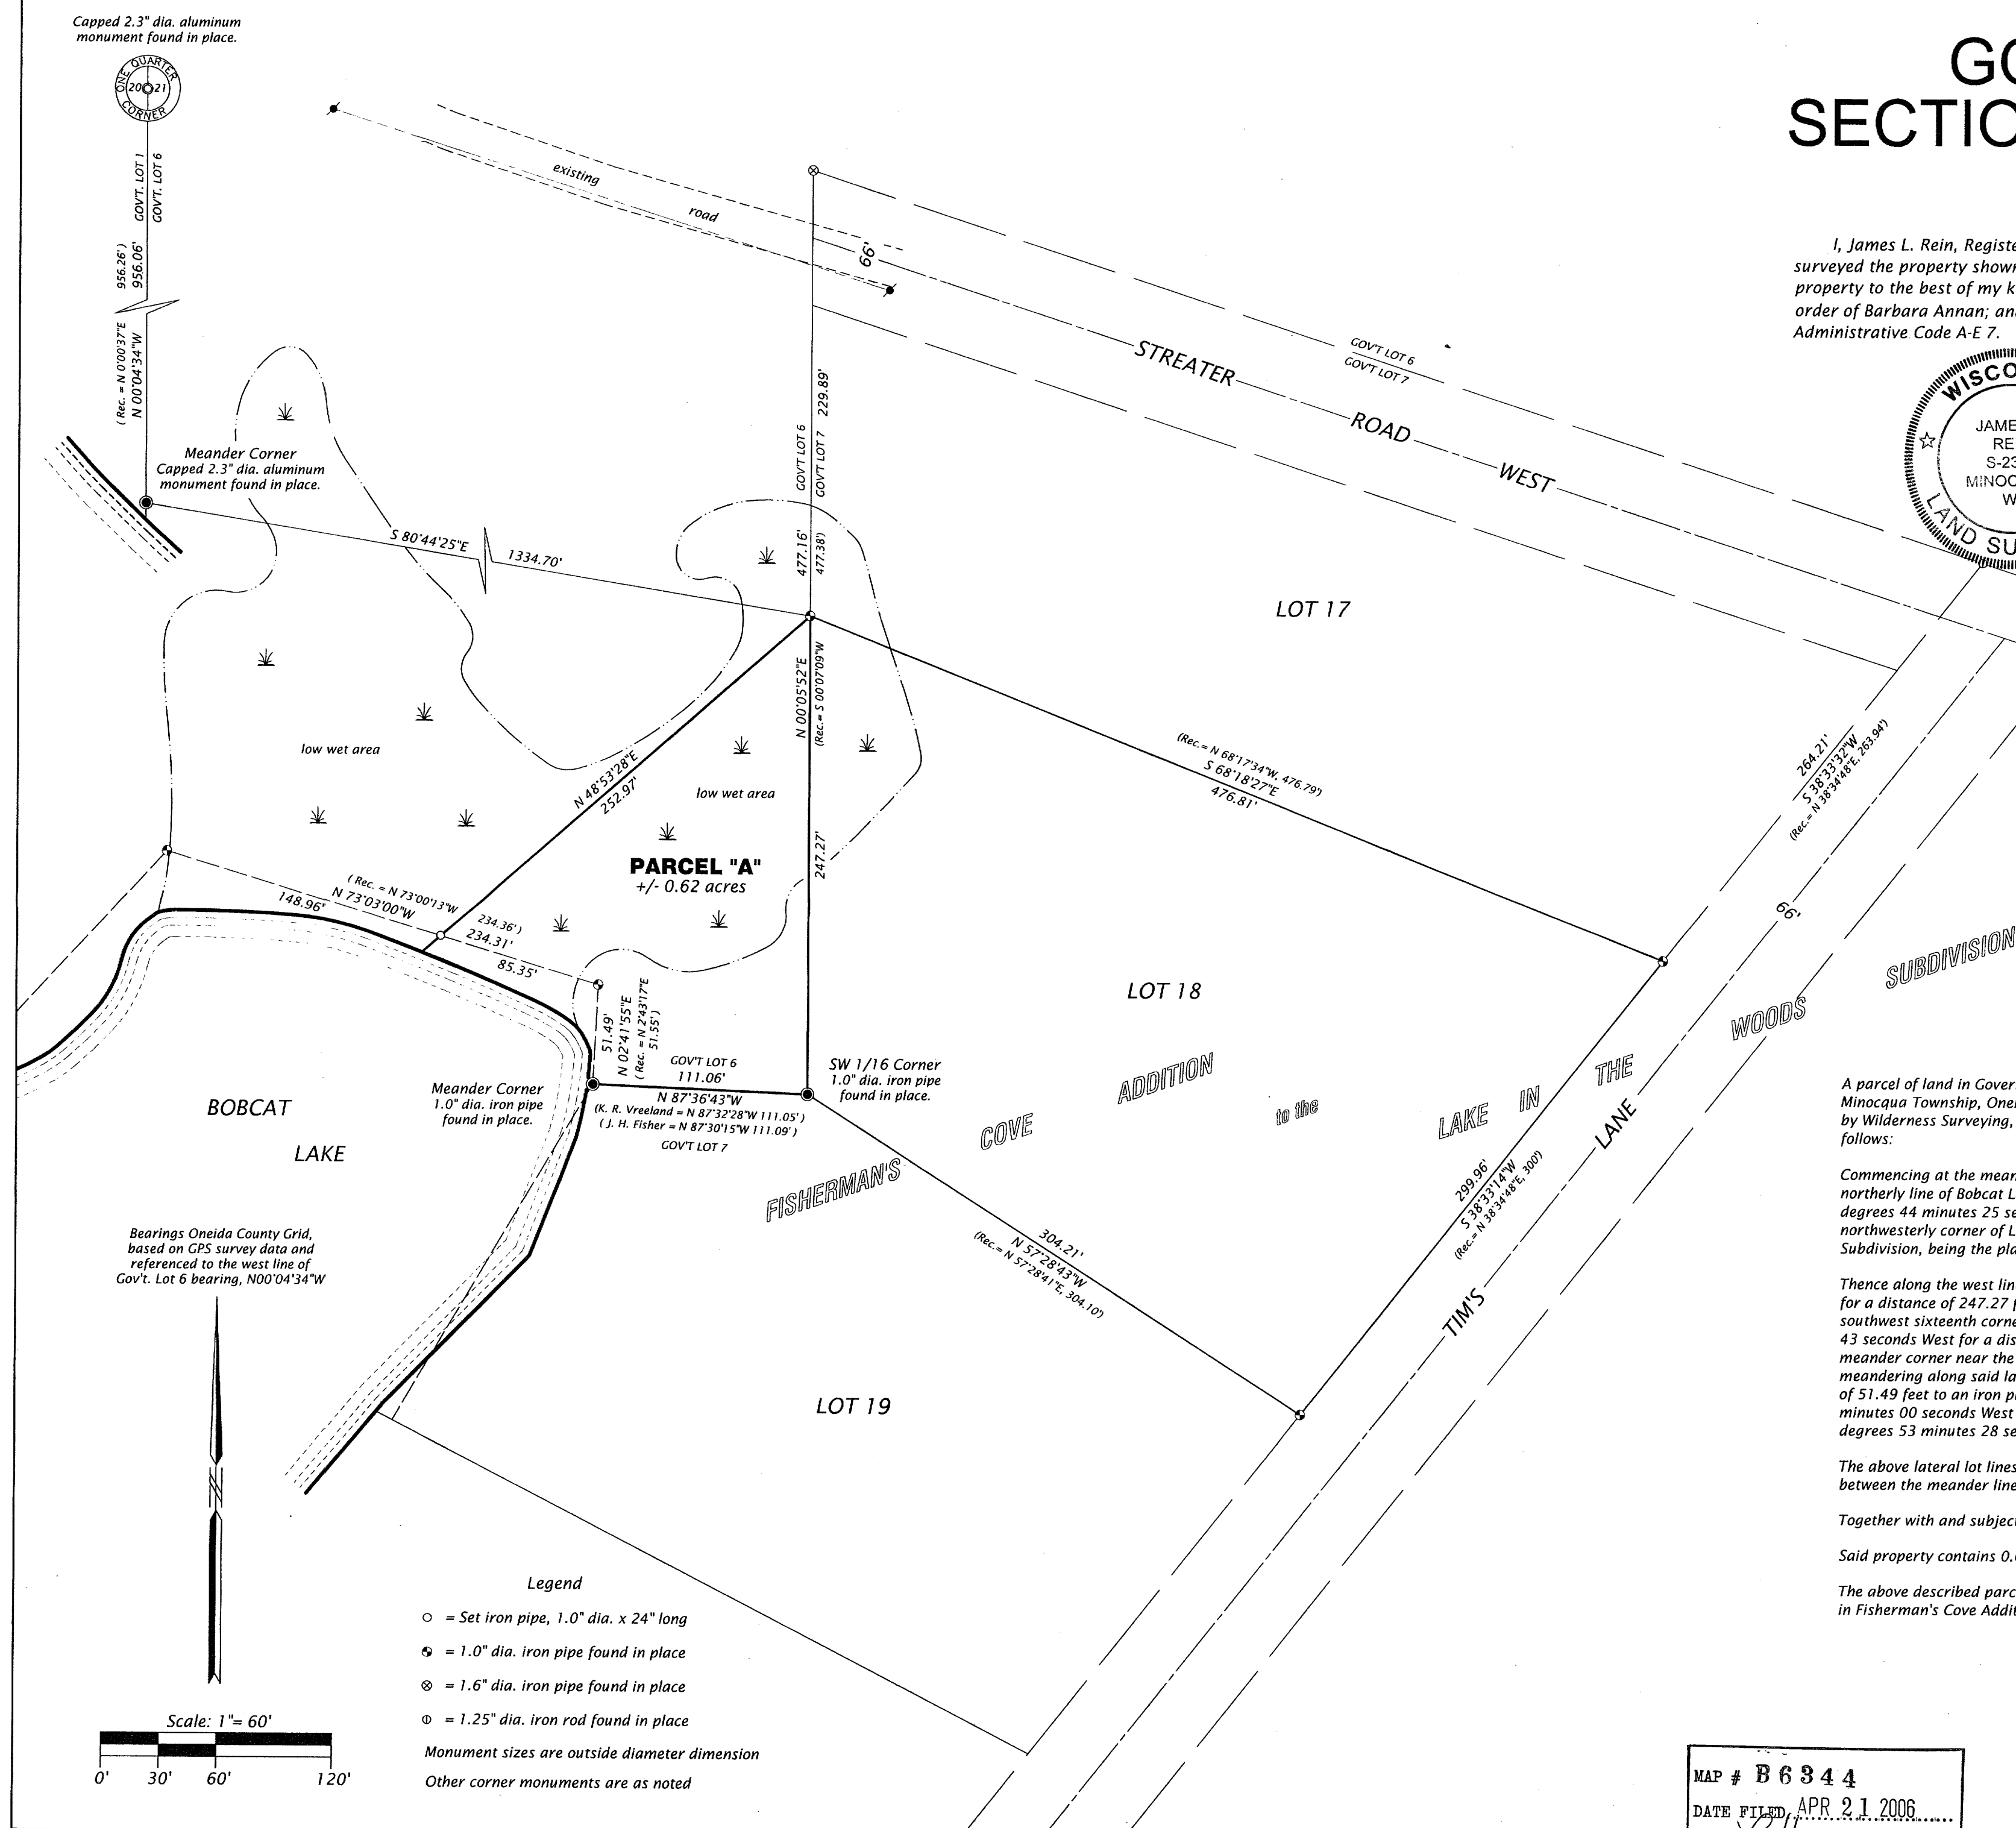 Capped 2.3" dia. aluminum
monument found in place.
ONE QUARTER
20 21
CORNER
GOV'T. LOT 1
GOV'T. LOT 6
956.26')
956.06'
(Rec. = N 0°00'37"E
N 00°04'34"W
Meander Corner
Capped 2.3" dia. aluminum
monument found in place.
existing
road
66'
STREATER
ROAD
WEST
GOV'T LOT 6
GOV'T LOT 7
229.89'
GOV'T LOT 6
GOV'T LOT 7
477.16'
477.38')
S 80°44'25"E
1334.70'
LOT 17
N 00°05'52"E
(Rec.= S 00°07'09"W
247.27'
low wet area
low wet area
N 48°53'28"E
252.97'
PARCEL "A"
+/- 0.62 acres
(Rec.= N 68°17'34"W, 476.79')
S 68°18'27"E
476.81'
264.21'
S 38°33'32"W
(Rec.= N 38°34'48"E, 263.94')
66'
( Rec. = N 73°00'13"W
N 73°03'00"W
148.96'
234.36')
234.31'
85.35'
51.49'
N 02°41'55"E
( Rec. = N 2°43'17"E
51.55')
LOT 18
GOV'T LOT 6
111.06'
N 87°36'43"W
(K. R. Vreeland = N 87°32'28"W 111.05')
( J. H. Fisher = N 87°30'15"W 111.09')
GOV'T LOT 7
SW 1/16 Corner
1.0" dia. iron pipe
found in place.
Meander Corner
1.0" dia. iron pipe
found in place.
BOBCAT
LAKE
FISHERMAN'S COVE ADDITION to the LAKE IN THE WOODS SUBDIVISION
299.96'
S 38°33'14"W
(Rec.= N 38°34'48"E, 300')
TIM'S LANE
304.21'
N 57°28'43"W
(Rec.= N 57°28'41"E, 304.10')
LOT 19
Bearings Oneida County Grid,
based on GPS survey data and
referenced to the west line of
Gov't. Lot 6 bearing, N00°04'34"W
Scale: 1"= 60'
0' 30' 60' 120'
Legend
= Set iron pipe, 1.0" dia. x 24" long
= 1.0" dia. iron pipe found in place
= 1.6" dia. iron pipe found in place
= 1.25" dia. iron rod found in place
Monument sizes are outside diameter dimension
Other corner monuments are as noted
GO
SECTIO
I, James L. Rein, Registe
surveyed the property shown
property to the best of my k
order of Barbara Annan; an
Administrative Code A-E 7.
WISCO
JAME
RE
S-23
MINOC
W
LAND SU
A parcel of land in Gover
Minocqua Township, Onei
by Wilderness Surveying,
follows:
Commencing at the mean
northerly line of Bobcat L
degrees 44 minutes 25 se
northwesterly corner of L
Subdivision, being the pla
Thence along the west lin
for a distance of 247.27 f
southwest sixteenth corne
43 seconds West for a dis
meander corner near the
meandering along said la
of 51.49 feet to an iron p
minutes 00 seconds West
degrees 53 minutes 28 se
The above lateral lot lines
between the meander line
Together with and subject
Said property contains 0.
The above described parc
in Fisherman's Cove Addit
MAP # B6344
DATE FILED APR 21 2006